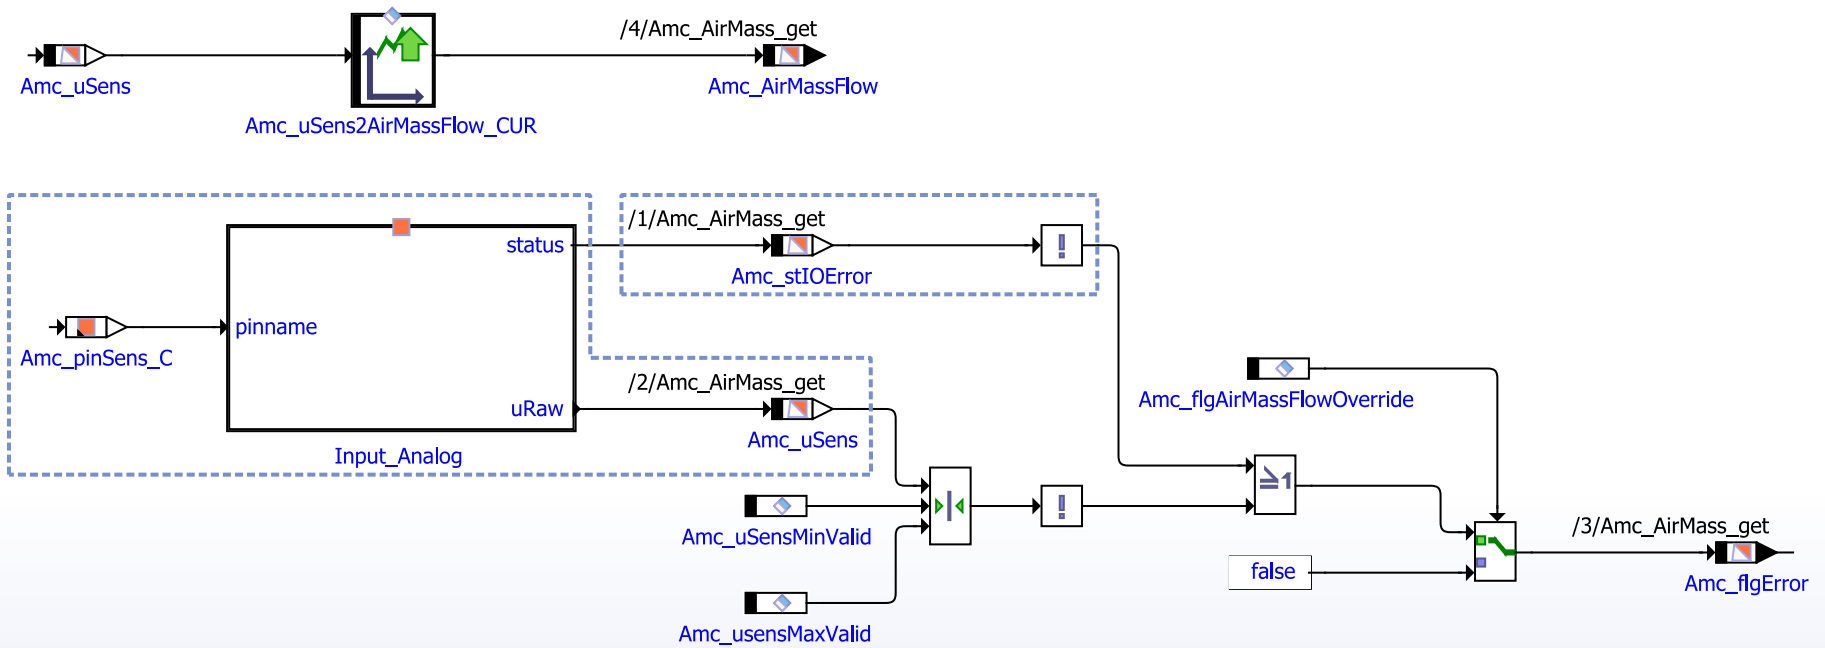 /4/Amc_AirMass_get
Amc_uSens
Amc_AirMassFlow
Amc_uSens2AirMassFlow_CUR
/1/Amc_AirMass_get
status
!
Amc_stIOError
pinname
Amc_pinSens_C
/2/Amc_AirMass_get
Amc_flgAirMassFlowOverride
uRaw
Amc_uSens
Input_Analog
≥1
!
Amc_uSensMinValid
/3/Amc_AirMass_get
false
Amc_flgError
Amc_usensMaxValid